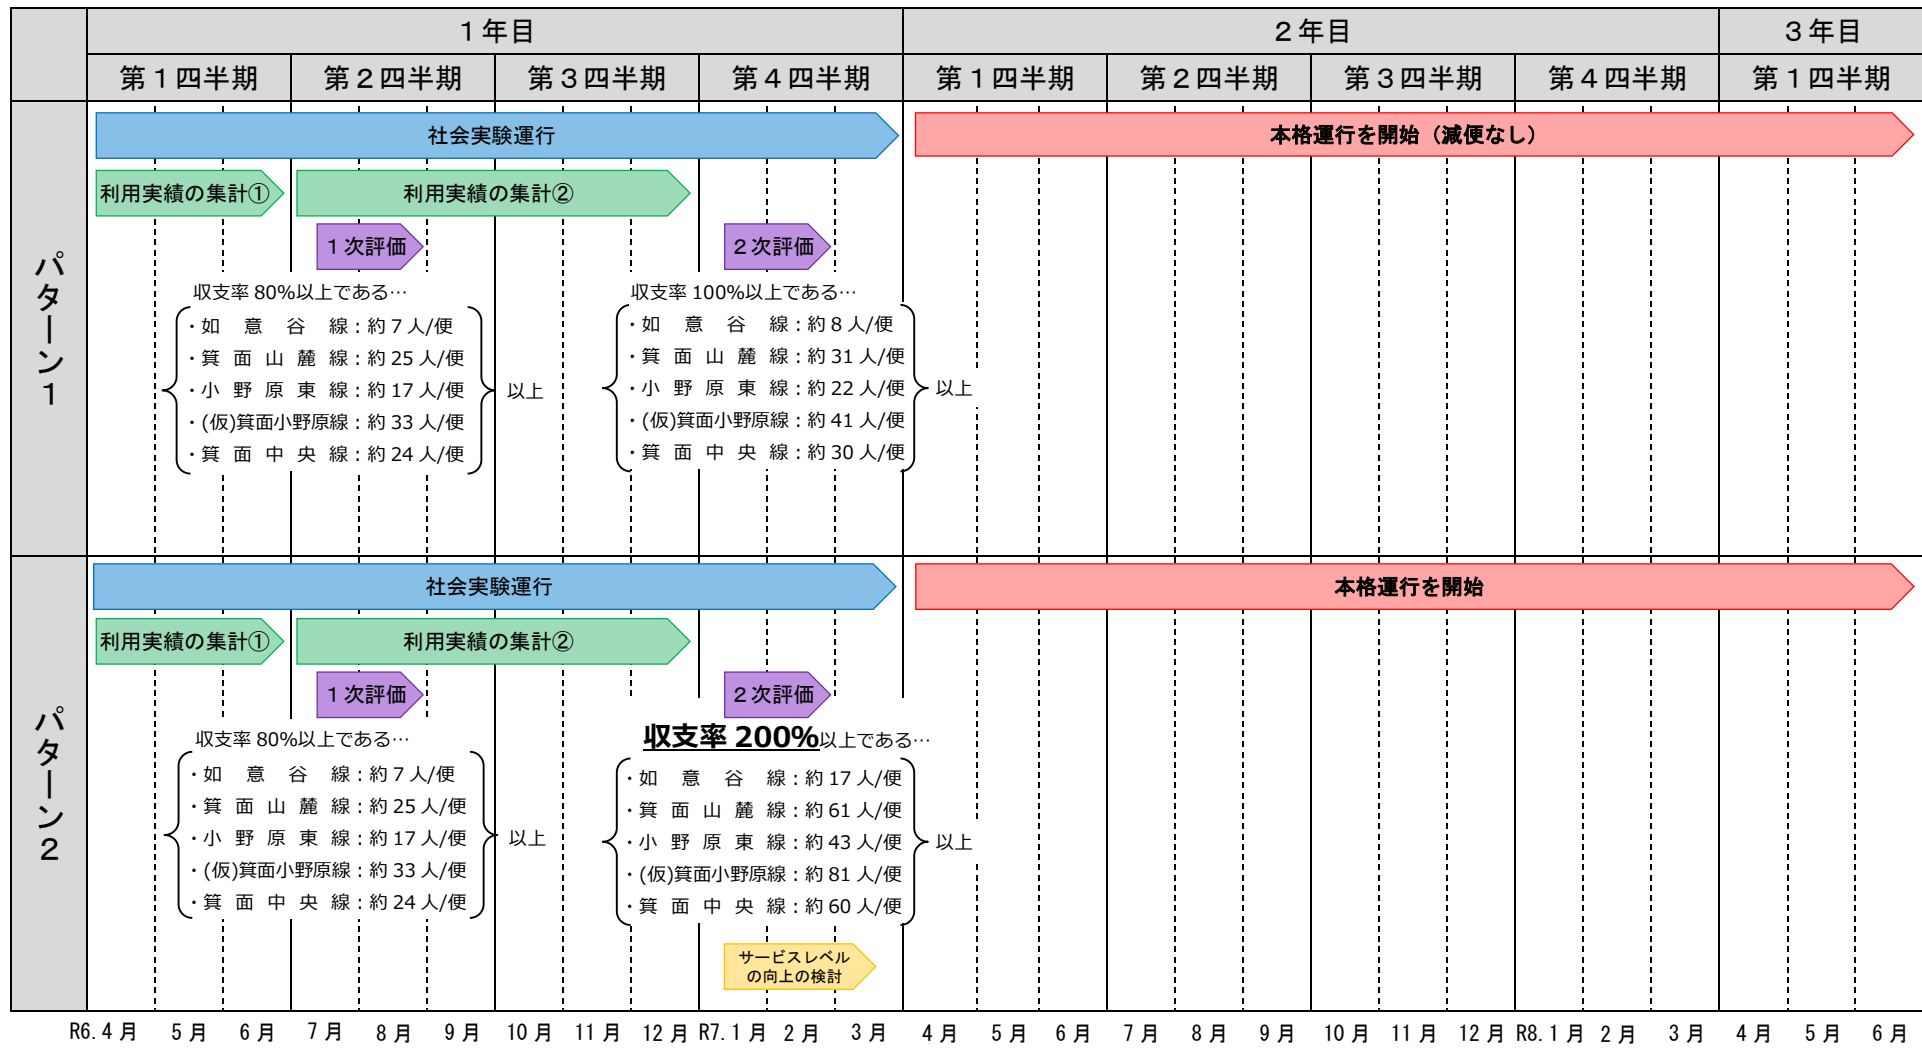 １年目
２年目
３年目
第１四半期
第２四半期
第３四半期
第４四半期
第１四半期
第２四半期
第３四半期
第４四半期
第１四半期
パターン１
社会実験運行
本格運行を開始（減便なし）
利用実績の集計①
利用実績の集計②
１次評価
２次評価
収支率 80%以上である…
・如意谷線：約 7 人/便
・箕面山麓線：約 25 人/便
・小野原東線：約 17 人/便
・(仮)箕面小野原線：約 33 人/便
・箕面中央線：約 24 人/便
以上
収支率 100%以上である…
・如意谷線：約 8 人/便
・箕面山麓線：約 31 人/便
・小野原東線：約 22 人/便
・(仮)箕面小野原線：約 41 人/便
・箕面中央線：約 30 人/便
以上
パターン２
社会実験運行
本格運行を開始
利用実績の集計①
利用実績の集計②
１次評価
２次評価
収支率 80%以上である…
・如意谷線：約 7 人/便
・箕面山麓線：約 25 人/便
・小野原東線：約 17 人/便
・(仮)箕面小野原線：約 33 人/便
・箕面中央線：約 24 人/便
以上
収支率 200%以上である…
・如意谷線：約 17 人/便
・箕面山麓線：約 61 人/便
・小野原東線：約 43 人/便
・(仮)箕面小野原線：約 81 人/便
・箕面中央線：約 60 人/便
以上
サービスレベル
の向上の検討
R6.4月 5月 6月 7月 8月 9月 10月 11月 12月 R7.1月 2月 3月 4月 5月 6月 7月 8月 9月 10月 11月 12月 R8.1月 2月 3月 4月 5月 6月